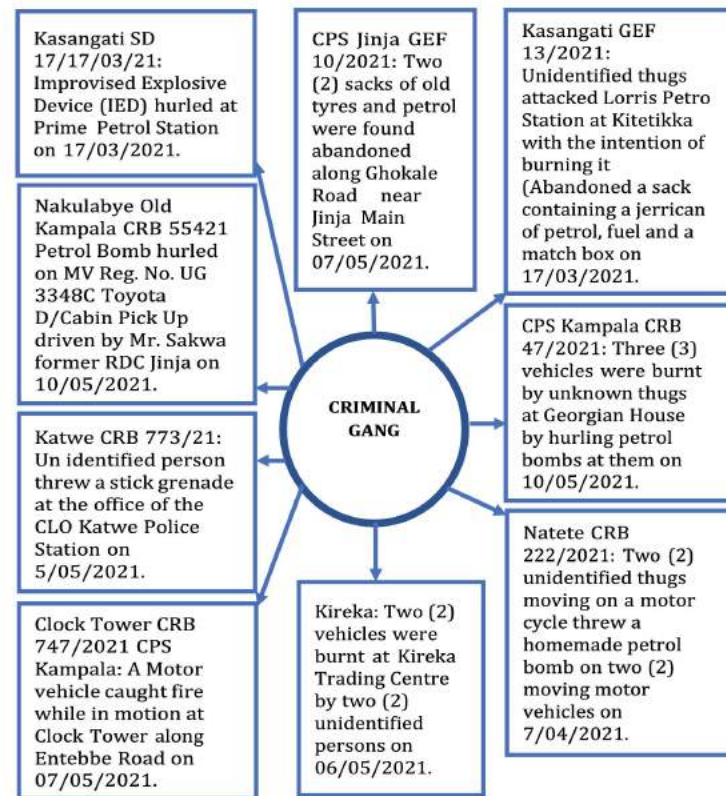 Kasangati SD
17/17/03/21:
Improvised Explosive
Device (IED) hurled at
Prime Petrol Station
on 17/03/2021.
CPS Jinja GEF
10/2021: Two
(2) sacks of old
tyres and petrol
were found
abandoned
along Ghokale
Road near
Jinja Main
Street on
07/05/2021.
Kasangati GEF
13/2021:
Unidentified thugs
attacked Lorris Petro
Station at Kitetikka
with the intention of
burning it
(Abandoned a sack
containing a jerrican
of petrol, fuel and a
match box on
17/03/2021.
Nakulabye Old
Kampala CRB 55421
Petrol Bomb hurled
on MV Reg. No. UG
3348C Toyota
D/Cabin Pick Up
driven by Mr. Sakwa
former RDC Jinja on
10/05/2021.
CRIMINAL
GANG
CPS Kampala CRB
47/2021: Three (3)
vehicles were burnt
by unknown thugs
at Georgian House
by hurling petrol
bombs at them on
10/05/2021.
Katwe CRB 773/21:
Un identified person
threw a stick grenade
at the office of the
CLO Katwe Police
Station on
5/05/2021.
Natete CRB
222/2021: Two (2)
unidentified thugs
moving on a motor
cycle threw a
homemade petrol
bomb on two (2)
moving motor
vehicles on
7/04/2021.
Clock Tower CRB
747/2021 CPS
Kampala: A Motor
vehicle caught fire
while in motion at
Clock Tower along
Entebbe Road on
07/05/2021.
Kireka: Two (2)
vehicles were
burnt at Kireka
Trading Centre
by two (2)
unidentified
persons on
06/05/2021.